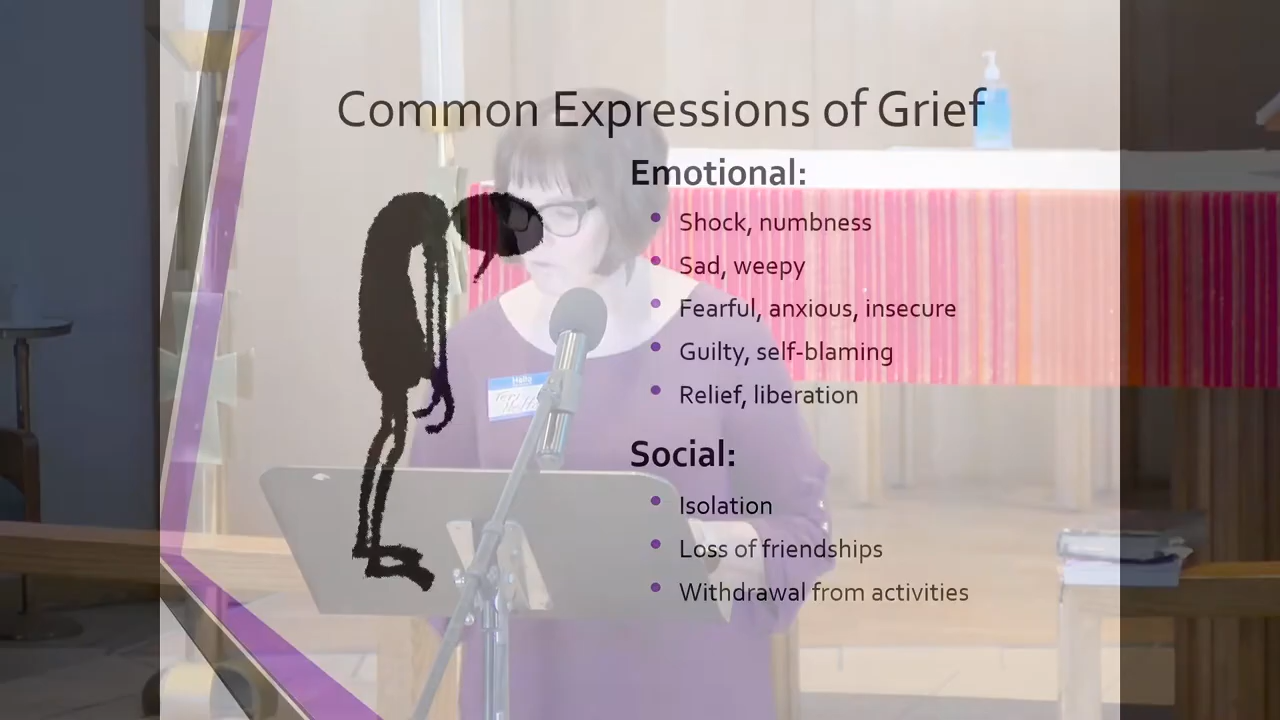 Common Expressions of Grief
Emotional:
Shock, numbness
Sad, weepy
Fearful, anxious, insecure
Guilty, self-blaming
Relief, liberation
Social:
Isolation
Loss of friendships
Withdrawal from activities
Hello